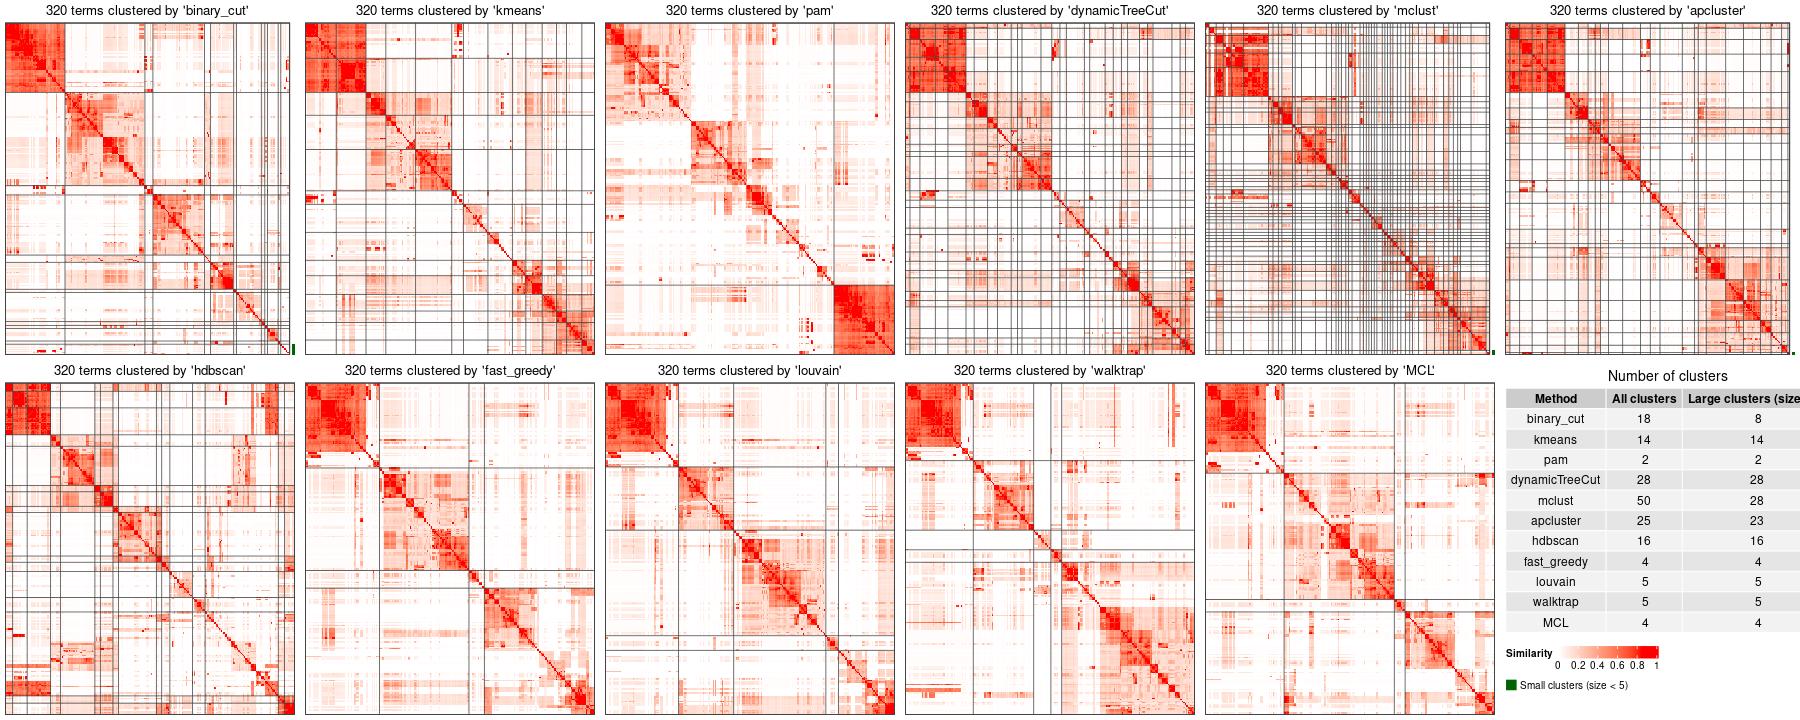 320 terms clustered by 'binary_cut'
320 terms clustered by 'kmeans'
320 terms clustered by 'pam'
320 terms clustered by 'dynamicTreeCut'
320 terms clustered by 'mclust'
320 terms clustered by 'apcluster'
320 terms clustered by 'hdbscan'
320 terms clustered by 'fast_greedy'
320 terms clustered by 'louvain'
320 terms clustered by 'walktrap'
320 terms clustered by 'MCL'
Number of clusters
Method All clusters Large clusters (size
binary_cut 18 8
kmeans 14 14
pam 2 2
dynamicTreeCut 28 28
mclust 50 28
apcluster 25 23
hdbscan 16 16
fast_greedy 4 4
louvain 5 5
walktrap 5 5
MCL 4 4
Similarity
0 0.2 0.4 0.6 0.8 1
Small clusters (size < 5)